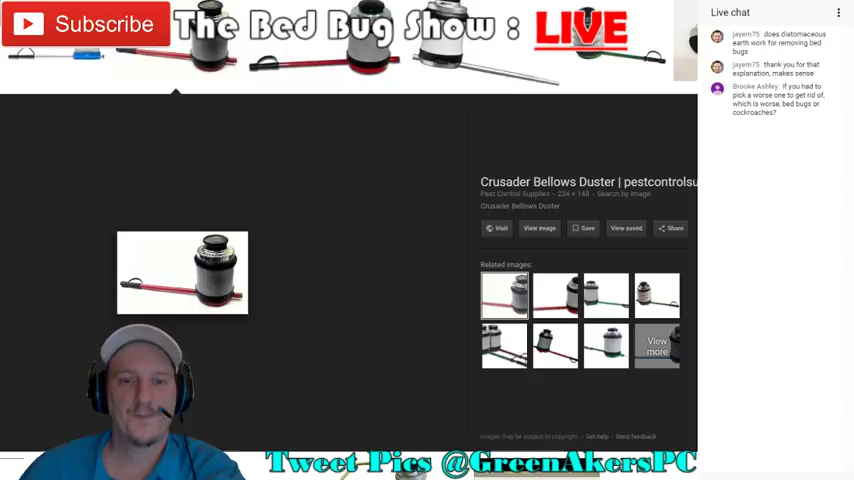 Subscribe
The Bed Bug Show : LIVE
Crusader Bellows Duster | pestcontrolsu
Pest Control Supplies - 234 × 148 - Search by image
Crusader Bellows Duster
Visit
View image
Save
View saved
Share
Related images:
View
more
Images may be subject to copyright. - Get help - Send feedback
Tweet Pics @GreenAkersPC
Live chat
jayem75 does diatomaceous
earth work for removing bed
bugs
jayem75 thank you for that
explanation, makes sense
Brooke Ashley If you had to
pick a worse one to get rid of,
which is worse, bed bugs or
cockroaches?